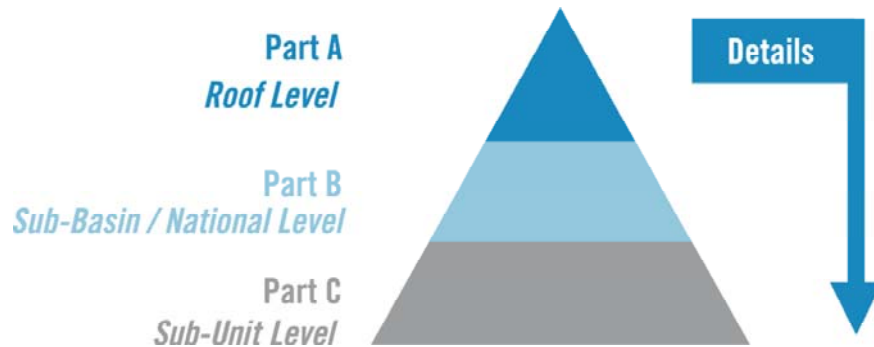 Part A
Roof Level
Details
Part B
Sub-Basin / National Level
Part C
Sub-Unit Level